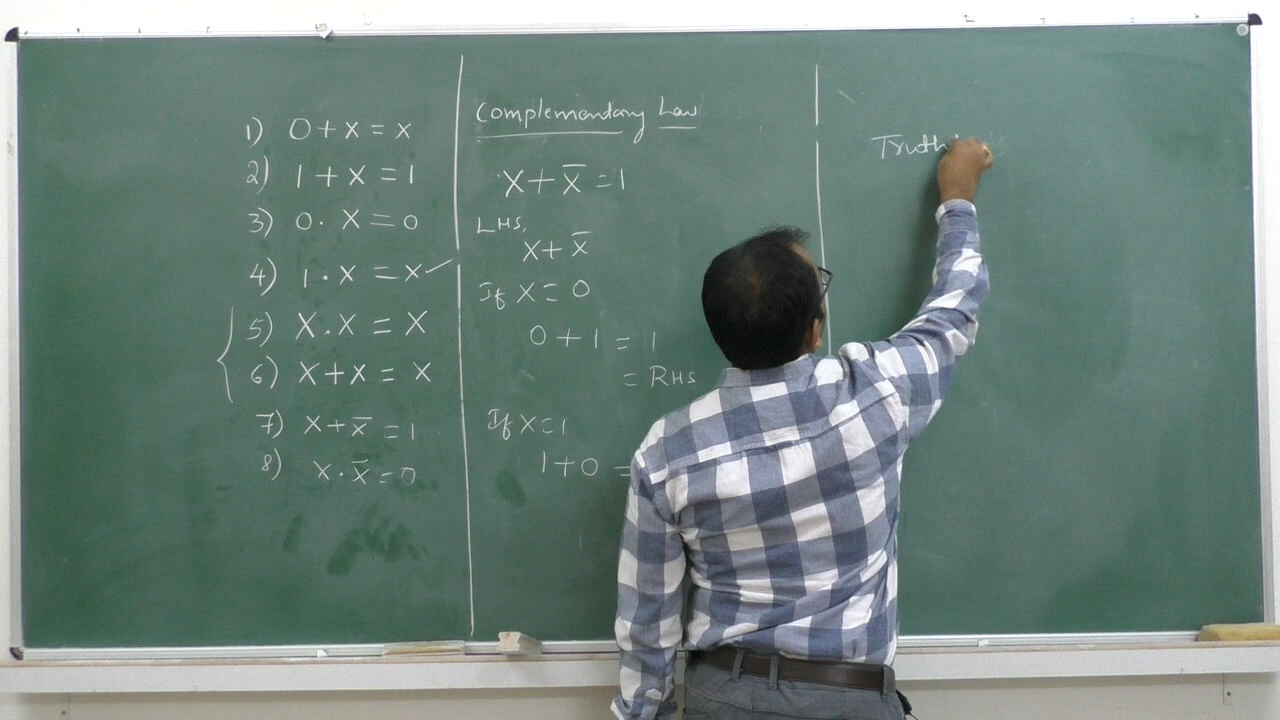 1) 0 + x = x
2) 1 + x = 1
3) 0 . x = 0
4) 1 . x = x ✓
5) x . x = x
6) x + x = x
7) x + x̅ = 1
8) x . x̅ = 0
Complementary Law
x + x̅ = 1
LHS,
x + x̅
If x = 0
0 + 1 = 1
= RHS
If x = 1
1 + 0 =
Truth